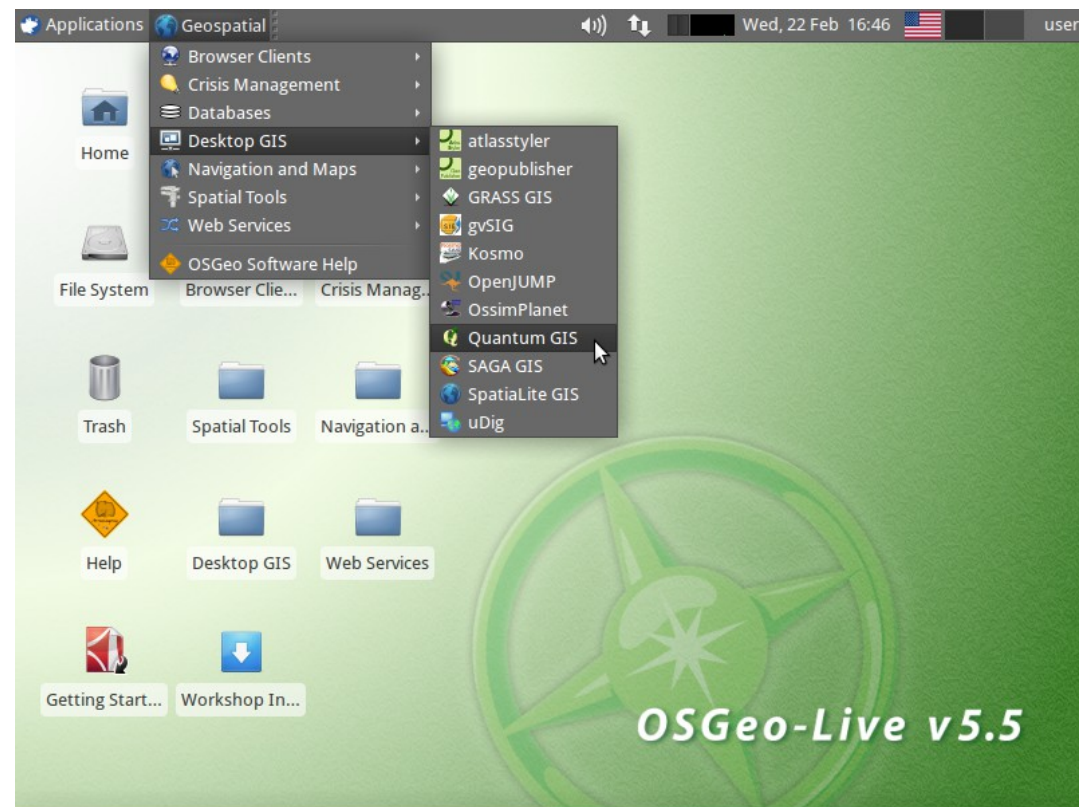 Applications Geospatial Wed, 22 Feb 16:46 user
Browser Clients
Crisis Management
Databases
Desktop GIS
Navigation and Maps
Spatial Tools
Web Services
OSGeo Software Help
atlasstyler
geopublisher
GRASS GIS
gvSIG
Kosmo
OpenJUMP
OssimPlanet
Quantum GIS
SAGA GIS
SpatiaLite GIS
uDig
Home
File System Browser Clie... Crisis Manag..
Trash Spatial Tools Navigation a..
Help Desktop GIS Web Services
Getting Start... Workshop In...
OSGeo-Live v5.5